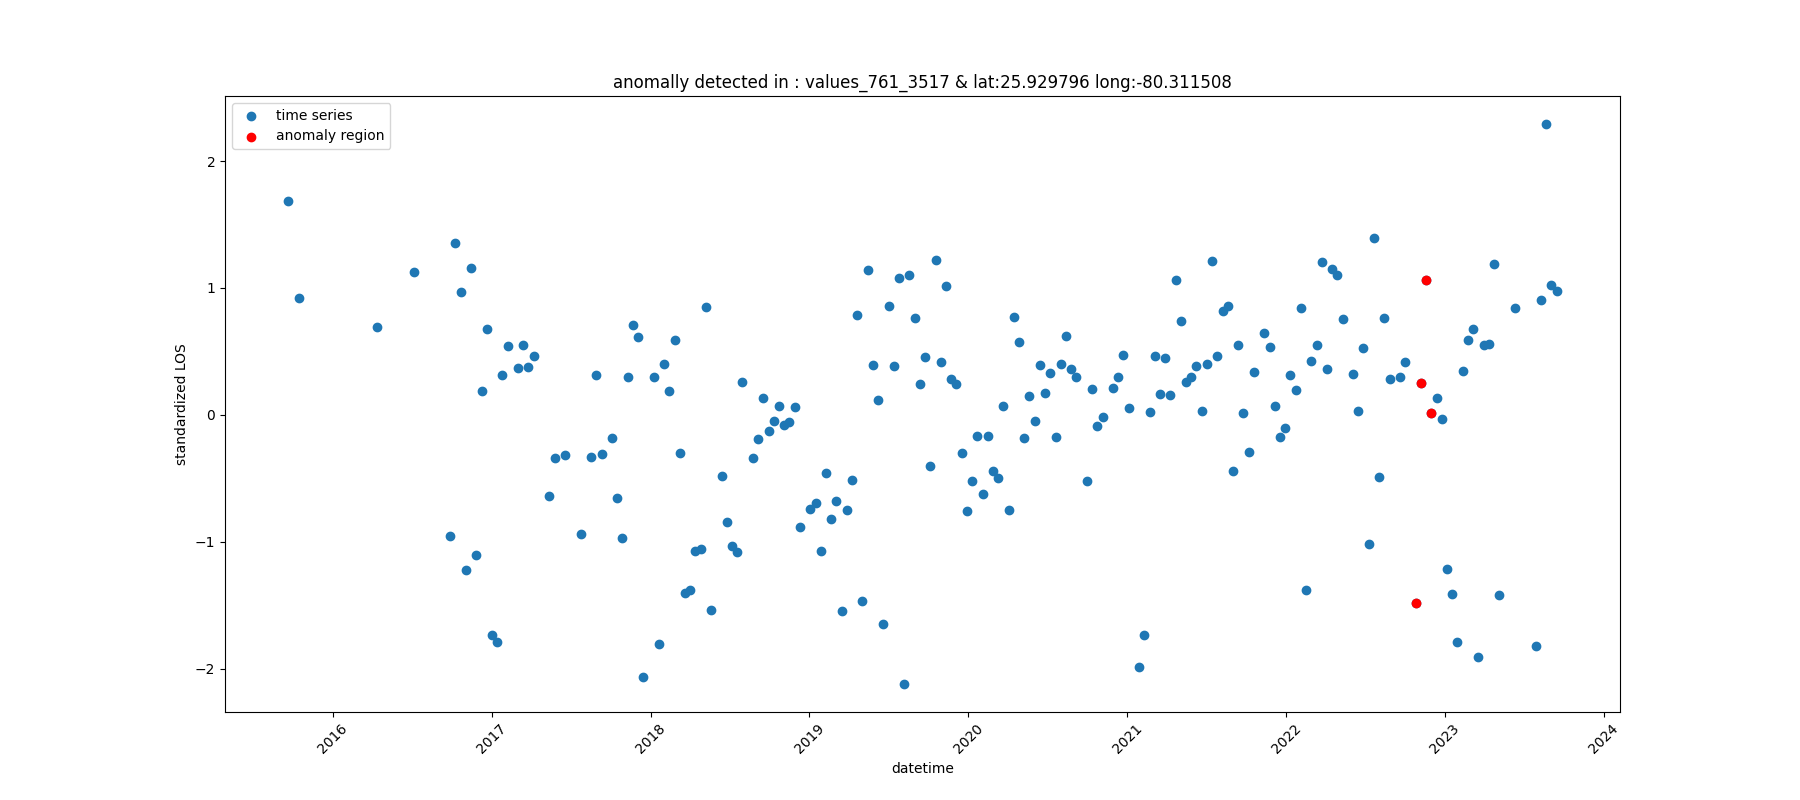 anomally detected in : values_761_3517 & lat:25.929796 long:-80.311508
time series
anomaly region
standardized LOS
2
1
0
−1
−2
2016
2017
2018
2019
2020
2021
2022
2023
2024
datetime